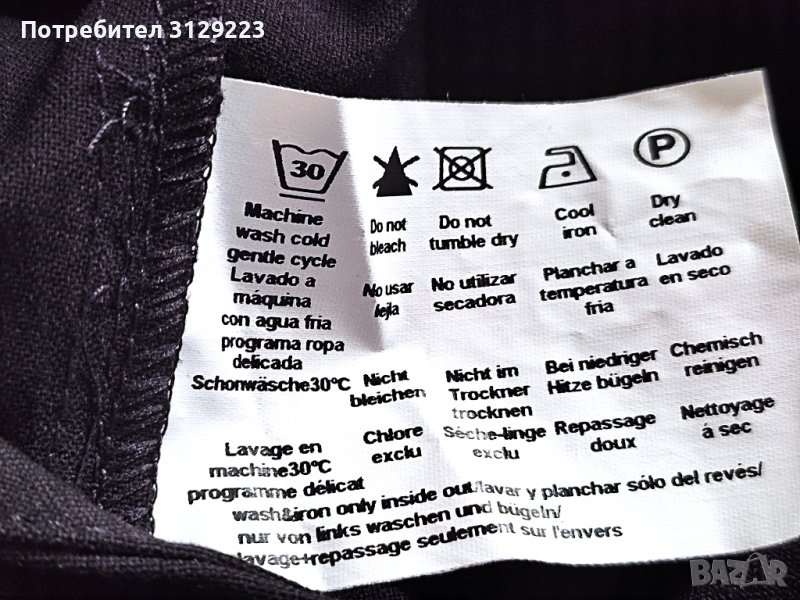 Потребител 3129223
30
P
Machine
wash cold
gentle cycle
Do not
bleach
Do not
tumble dry
Cool
iron
Dry
clean
Lavado a
máquina
con agua fria
programa ropa
delicada
No usar
lejla
No utilizar
secadora
Planchar a
temperatura
fria
Lavado
en seco
Schonwäsche30°C
Nicht
bleichen
Nicht im
Trockner
trocknen
Bei niedriger
Hitze bügeln
Chemisch
reinigen
Lavage en
machine30°C
programme délicat
Chlore
exclu
Séche-linge
exclu
Repassage
doux
Nettoyage
á sec
wash&iron only inside out/lavar y planchar sólo del revés/
nur von links waschen und bügeln/
lavage+repassage seulement sur l'envers
BAZAR